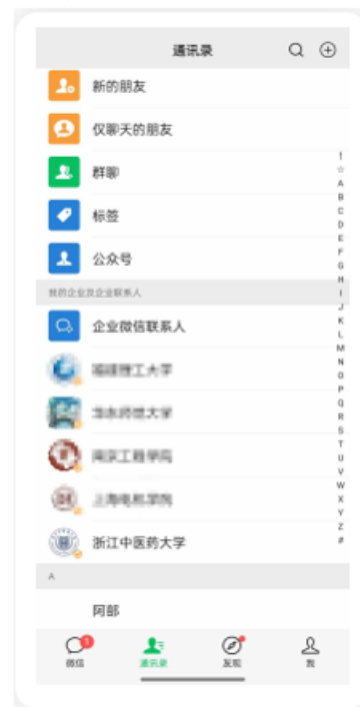 通讯录
新的朋友
仅聊天的朋友
群聊
标签
公众号
我的企业及企业联系人
企业微信联系人
浙江中医药大学
A
阿部
↑
☆
A
B
C
D
E
F
G
H
I
J
K
L
M
N
O
P
Q
R
S
T
U
V
W
X
Y
Z
#
1
微信
通讯录
发现
我